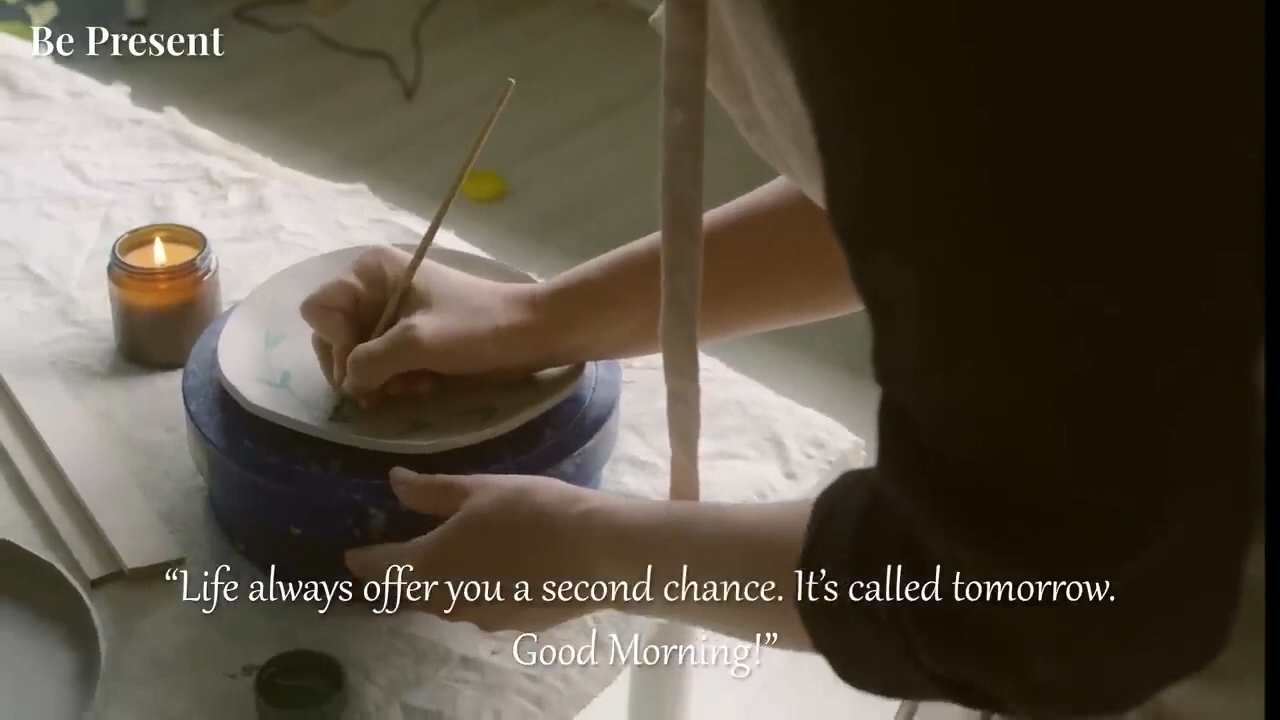 Be Present
“Life always offer you a second chance. It’s called tomorrow.
Good Morning!”